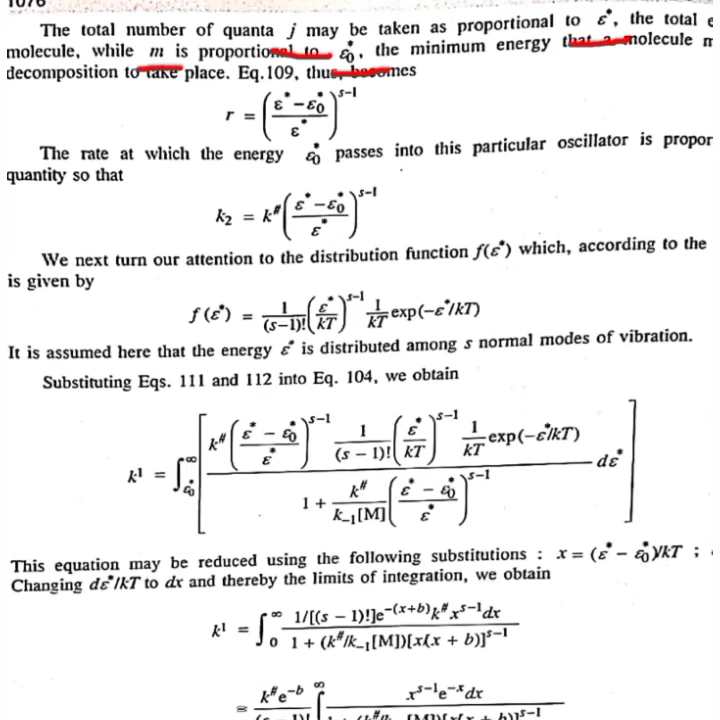 1076
The total number of quanta j may be taken as proportional to ε*, the total
molecule, while m is proportional to ε₀*, the minimum energy that a molecule
decomposition to take place. Eq.109, thus, becomes
r = ((ε* − ε₀*)/ε*)^(s−1)
The rate at which the energy ε₀* passes into this particular oscillator is propor
quantity so that
k₂ = k^#((ε* − ε₀*)/ε*)^(s−1)
We next turn our attention to the distribution function f(ε*) which, according to the
is given by
f(ε*) = 1/(s−1)! (ε*/kT)^(s−1) 1/kT exp(−ε*/kT)
It is assumed here that the energy ε* is distributed among s normal modes of vibration.
Substituting Eqs. 111 and 112 into Eq. 104, we obtain
k¹ = ∫_{ε₀*}^{∞} [ k^#((ε* − ε₀*)/ε*)^(s−1) 1/(s − 1)! (ε*/kT)^(s−1) 1/kT exp(−ε*/kT) / (1 + k^#/k₋₁[M] ((ε* − ε₀*)/ε*)^(s−1)) dε* ]
This equation may be reduced using the following substitutions : x = (ε* − ε₀*)/kT ;
Changing dε*/kT to dx and thereby the limits of integration, we obtain
k¹ = ∫₀^∞ 1/[(s − 1)!]e^−(x+b) k^# x^(s−1) dx / 1 + (k^#/k₋₁[M])[x/(x + b)]^(s−1)
= k^# e^−b ∫^∞ x^(s−1) e^−x dx